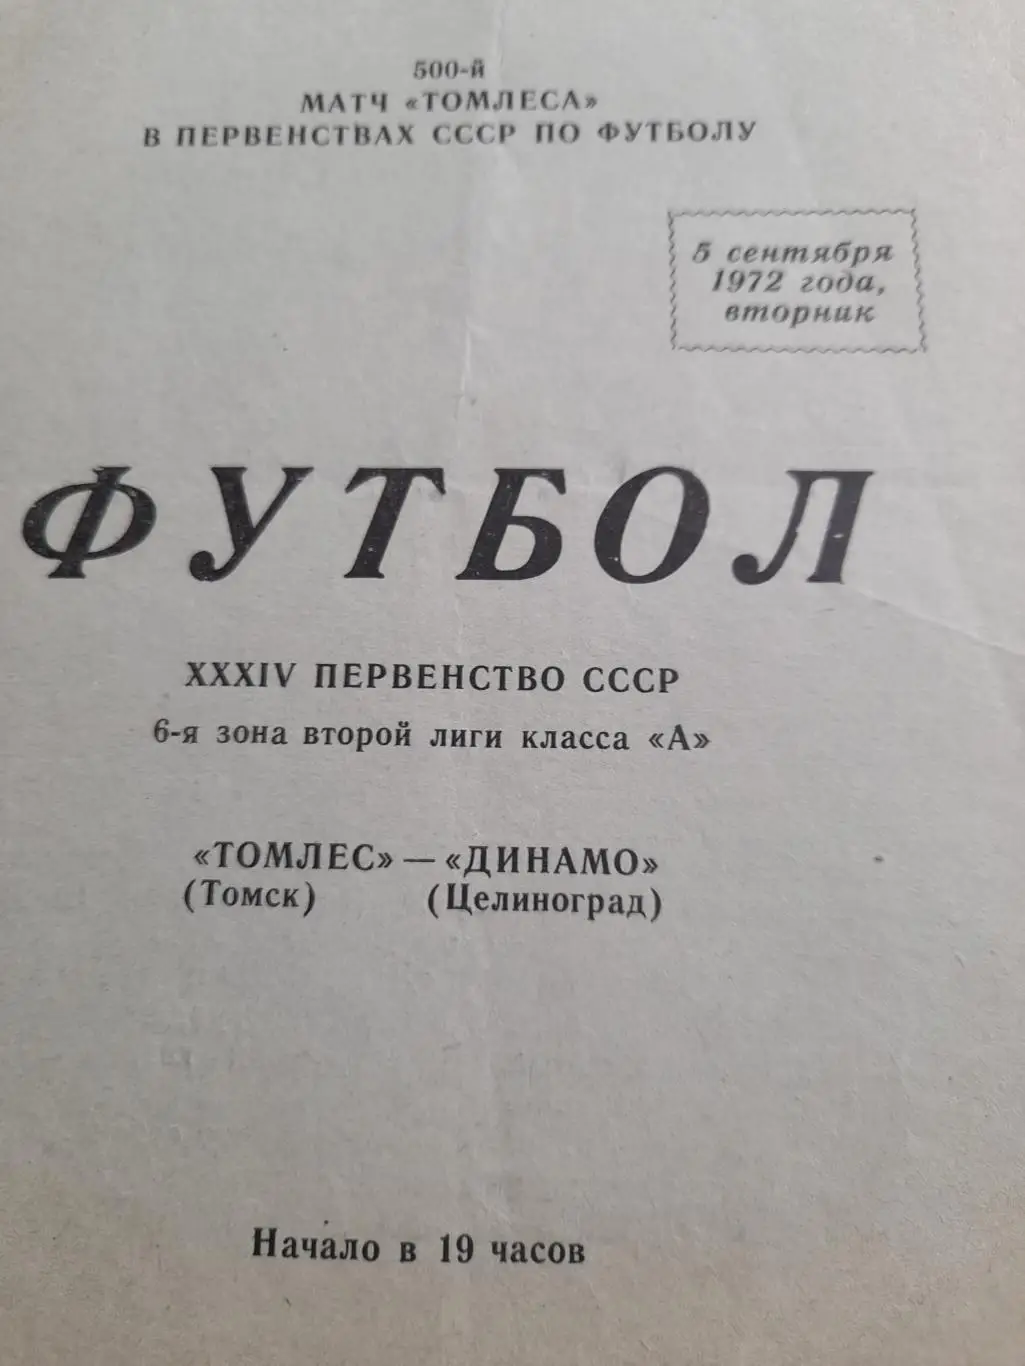 500-й
МАТЧ «ТОМЛЕСА»
В ПЕРВЕНСТВАХ СССР ПО ФУТБОЛУ
5 сентября
1972 года,
вторник
ФУТБОЛ
XXXIV ПЕРВЕНСТВО СССР
6-я зона второй лиги класса «А»
«ТОМЛЕС» — «ДИНАМО»
(Томск) (Целиноград)
Начало в 19 часов